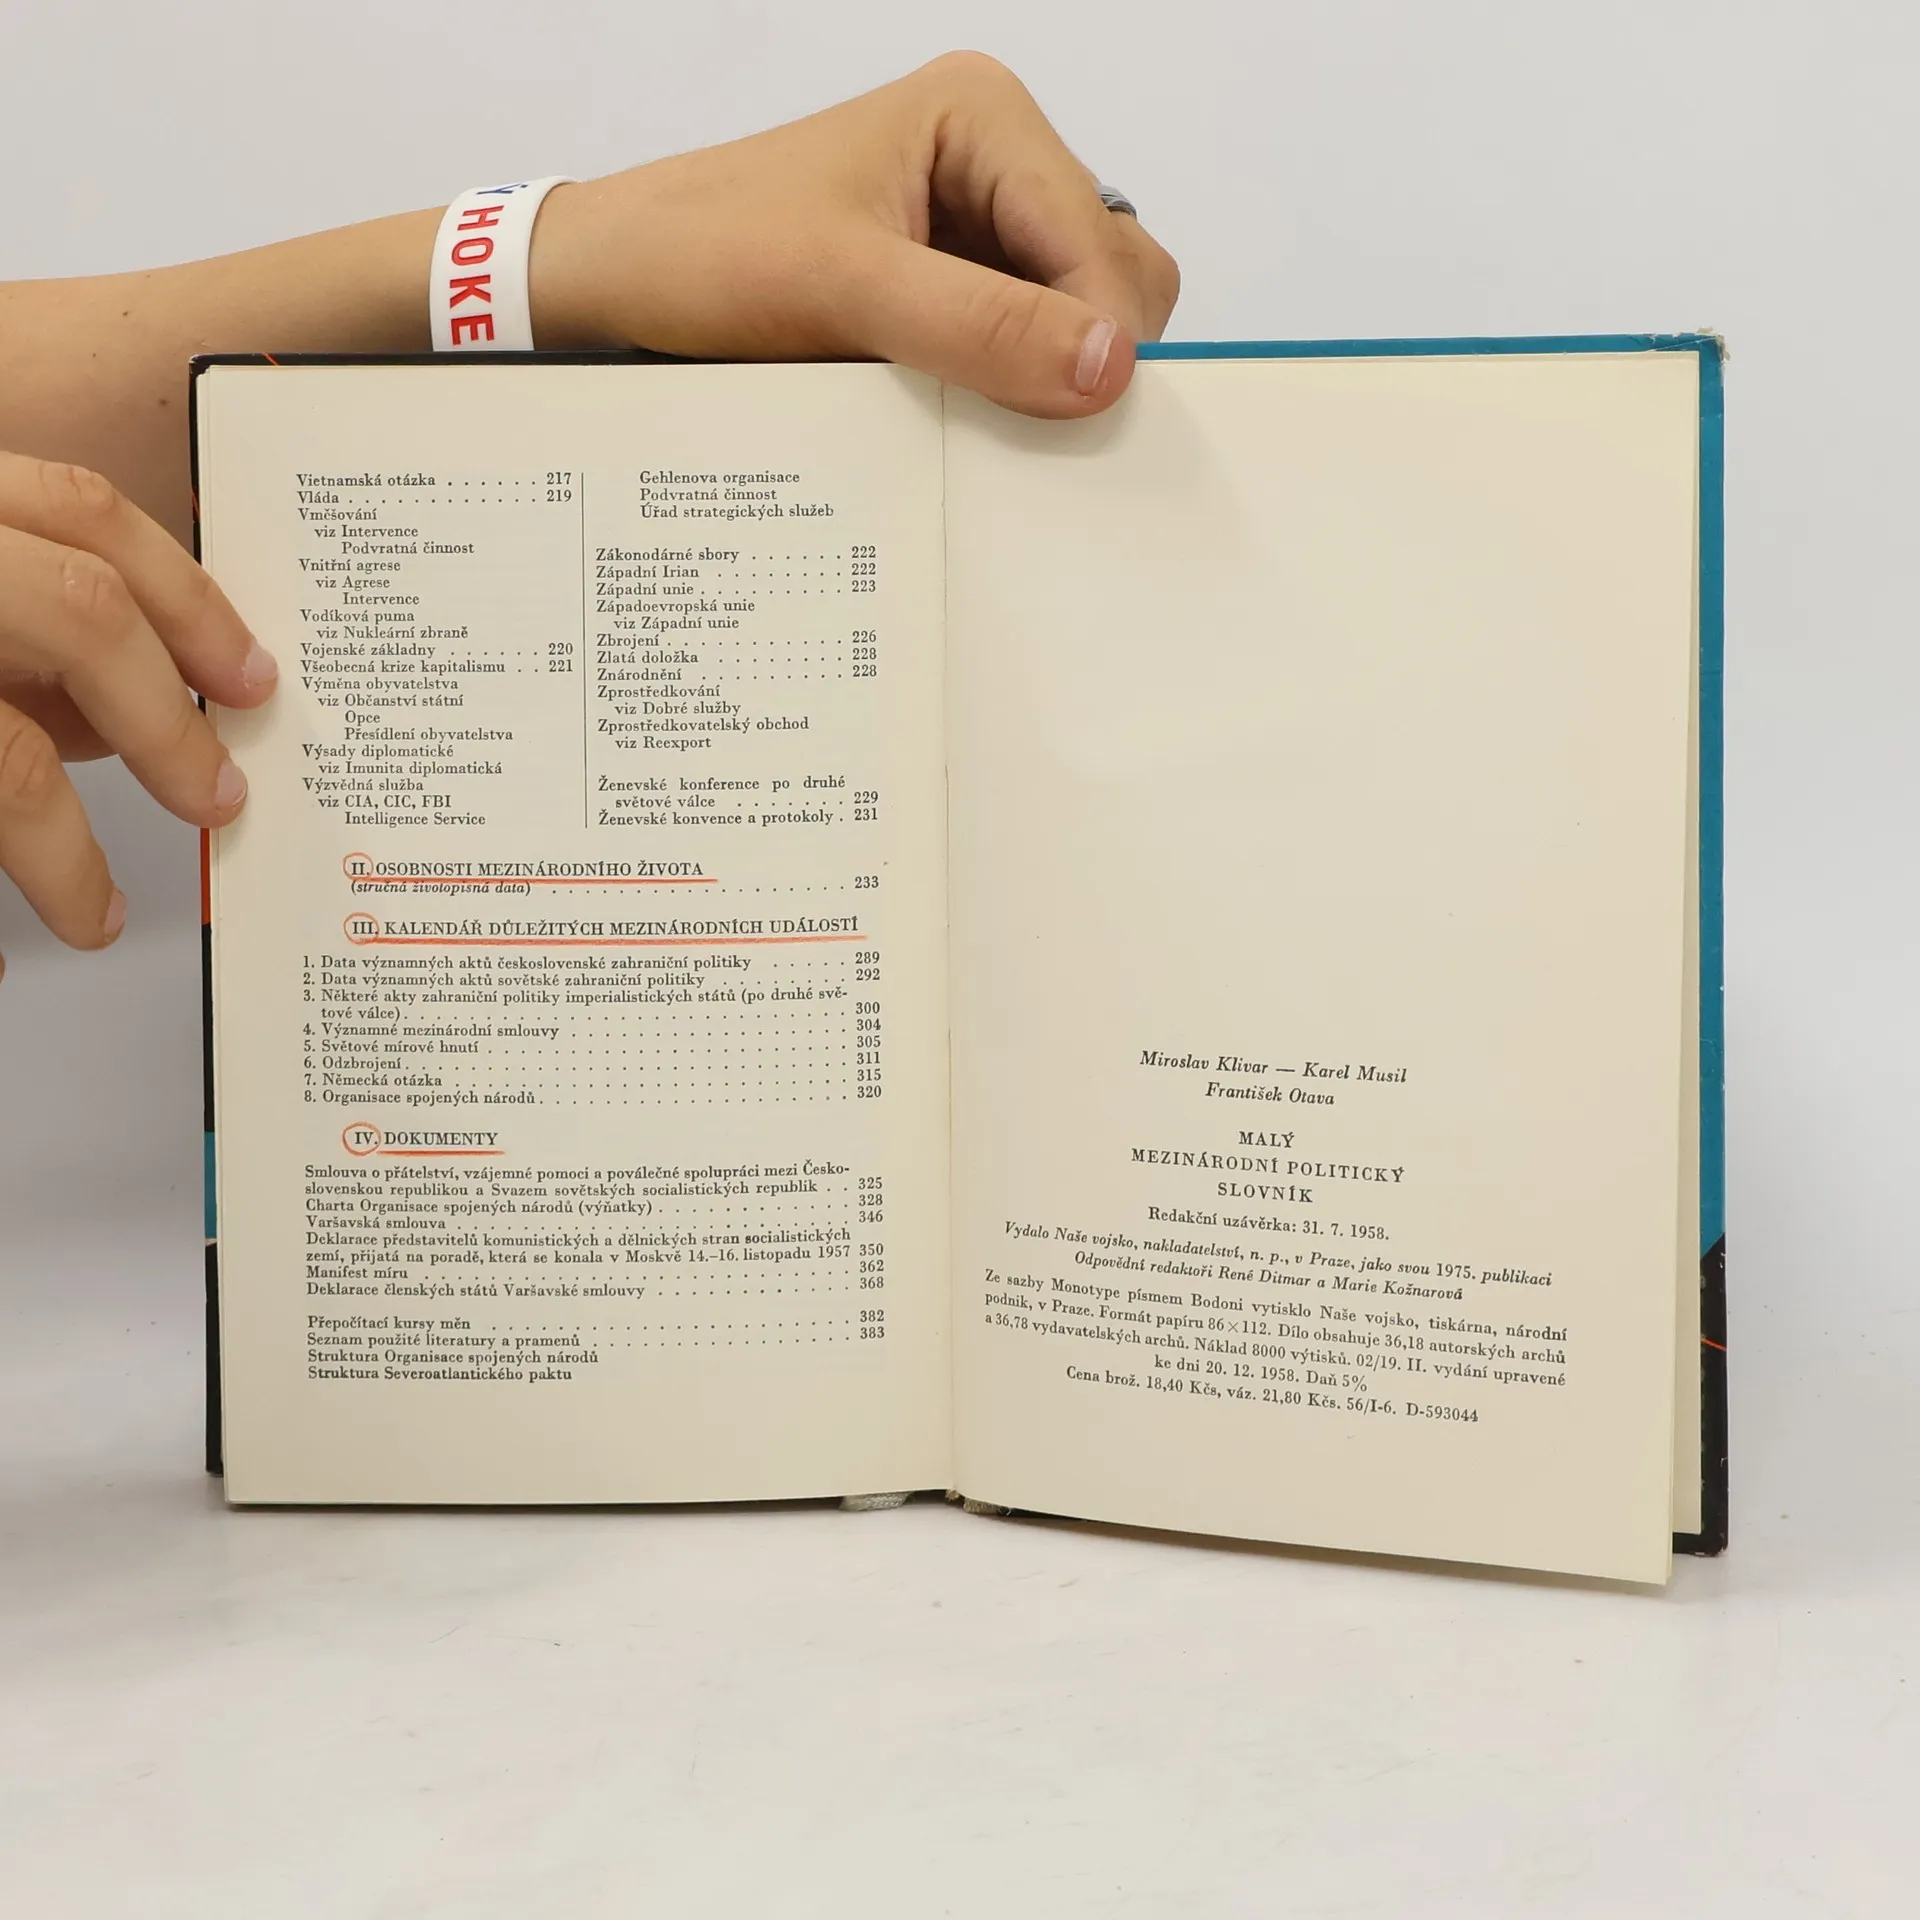 Ý HOKE
Vietnamská otázka . . . . . . 217
Vláda . . . . . . . . . . . . 219
Vměšování
viz Intervence
Podvratná činnost
Vnitřní agrese
viz Agrese
Intervence
Vodíková puma
viz Nukleární zbraně
Vojenské základny . . . . . . 220
Všeobecná krize kapitalismu . . 221
Výměna obyvatelstva
viz Občanství státní
Opce
Přesídlení obyvatelstva
Výsady diplomatické
viz Imunita diplomatická
Výzvědná služba
viz CIA, CIC, FBI
Intelligence Service
Gehlenova organisace
Podvratná činnost
Úřad strategických služeb
Zákonodárné sbory . . . . . . 222
Západní Irian . . . . . . . . 222
Západní unie . . . . . . . . . 223
Západoevropská unie
viz Západní unie
Zbrojení . . . . . . . . . . . 226
Zlatá doložka . . . . . . . . 228
Znárodnění . . . . . . . . . 228
Zprostředkování
viz Dobré služby
Zprostředkovatelský obchod
viz Reexport
Ženevské konference po druhé
světové válce . . . . . . . 229
Ženevské konvence a protokoly . 231
II. OSOBNOSTI MEZINÁRODNÍHO ŽIVOTA
(stručná životopisná data) . . . . . . . . . . . . . . . . . . 233
III. KALENDÁŘ DŮLEŽITÝCH MEZINÁRODNÍCH UDÁLOSTÍ
1. Data významných aktů československé zahraniční politiky . . . . . 289
2. Data významných aktů sovětské zahraniční politiky . . . . . . . . 292
3. Některé akty zahraniční politiky imperialistických států (po druhé svě-
tové válce) . . . . . . . . . . . . . . . . . . . . . . . . . . 300
4. Významné mezinárodní smlouvy . . . . . . . . . . . . . . . . . 304
5. Světové mírové hnutí . . . . . . . . . . . . . . . . . . . . . . 305
6. Odzbrojení . . . . . . . . . . . . . . . . . . . . . . . . . . 311
7. Německá otázka . . . . . . . . . . . . . . . . . . . . . . . . 315
8. Organisace spojených národů . . . . . . . . . . . . . . . . . . . 320
IV. DOKUMENTY
Smlouva o přátelství, vzájemné pomoci a poválečné spolupráci mezi Česko-
slovenskou republikou a Svazem sovětských socialistických republik . . 325
Charta Organisace spojených národů (výňatky) . . . . . . . . . . . . 328
Varšavská smlouva . . . . . . . . . . . . . . . . . . . . . . . . 346
Deklarace představitelů komunistických a dělnických stran socialistických
zemí, přijatá na poradě, která se konala v Moskvě 14.–16. listopadu 1957 350
Manifest míru . . . . . . . . . . . . . . . . . . . . . . . . . . 362
Deklarace členských států Varšavské smlouvy . . . . . . . . . . . . 368
Přepočítací kursy měn . . . . . . . . . . . . . . . . . . . . . . 382
Seznam použité literatury a pramenů . . . . . . . . . . . . . . . . 383
Struktura Organisace spojených národů
Struktura Severoatlantického paktu
Miroslav Klivar — Karel Musil
František Otava
MALÝ
MEZINÁRODNÍ POLITICKÝ
SLOVNÍK
Redakční uzávěrka: 31. 7. 1958.
Vydalo Naše vojsko, nakladatelství, n. p., v Praze, jako svou 1975. publikaci
Odpovědní redaktoři René Ditmar a Marie Kožnarová
Ze sazby Monotype písmem Bodoni vytisklo Naše vojsko, tiskárna, národní
podnik, v Praze. Formát papíru 86×112. Dílo obsahuje 36,18 autorských archů
a 36,78 vydavatelských archů. Náklad 8000 výtisků. 02/19. II. vydání upravené
ke dni 20. 12. 1958. Daň 5%
Cena brož. 18,40 Kčs, váz. 21,80 Kčs. 56/I-6. D-593044